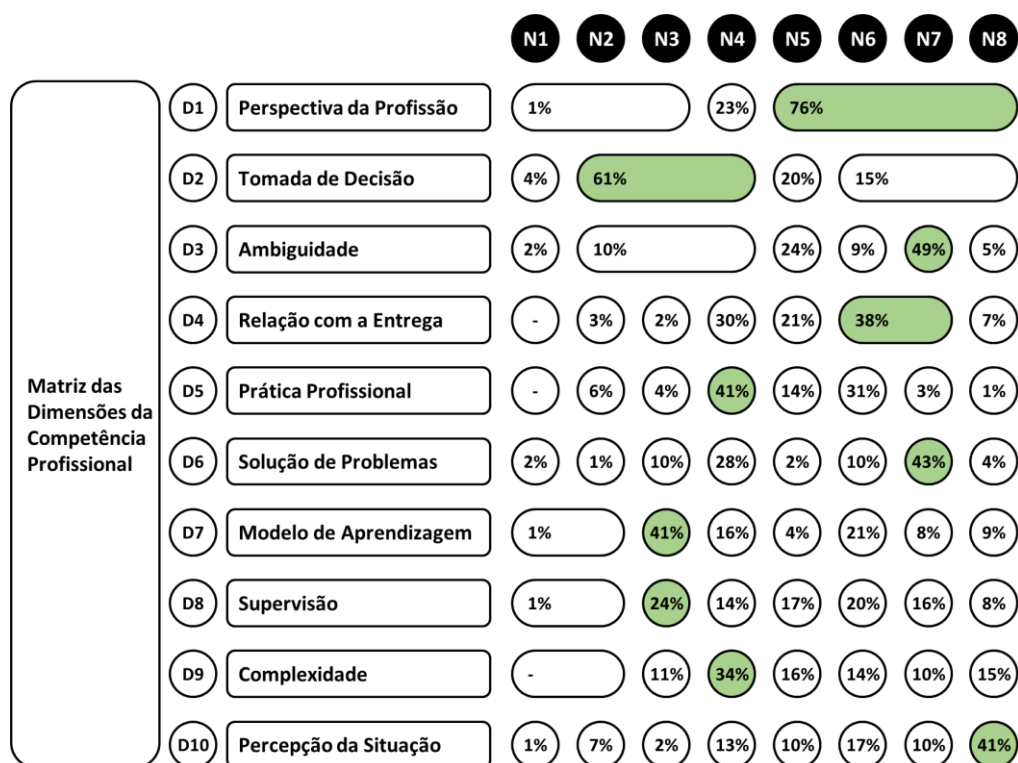 N1 N2 N3 N4 N5 N6 N7 N8
D1 Perspectiva da Profissão 1% 23% 76%
D2 Tomada de Decisão 4% 61% 20% 15%
D3 Ambiguidade 2% 10% 24% 9% 49% 5%
D4 Relação com a Entrega - 3% 2% 30% 21% 38% 7%
Matriz das
Dimensões da
Competência
Profissional
D5 Prática Profissional - 6% 4% 41% 14% 31% 3% 1%
D6 Solução de Problemas 2% 1% 10% 28% 2% 10% 43% 4%
D7 Modelo de Aprendizagem 1% 41% 16% 4% 21% 8% 9%
D8 Supervisão 1% 24% 14% 17% 20% 16% 8%
D9 Complexidade - 11% 34% 16% 14% 10% 15%
D10 Percepção da Situação 1% 7% 2% 13% 10% 17% 10% 41%